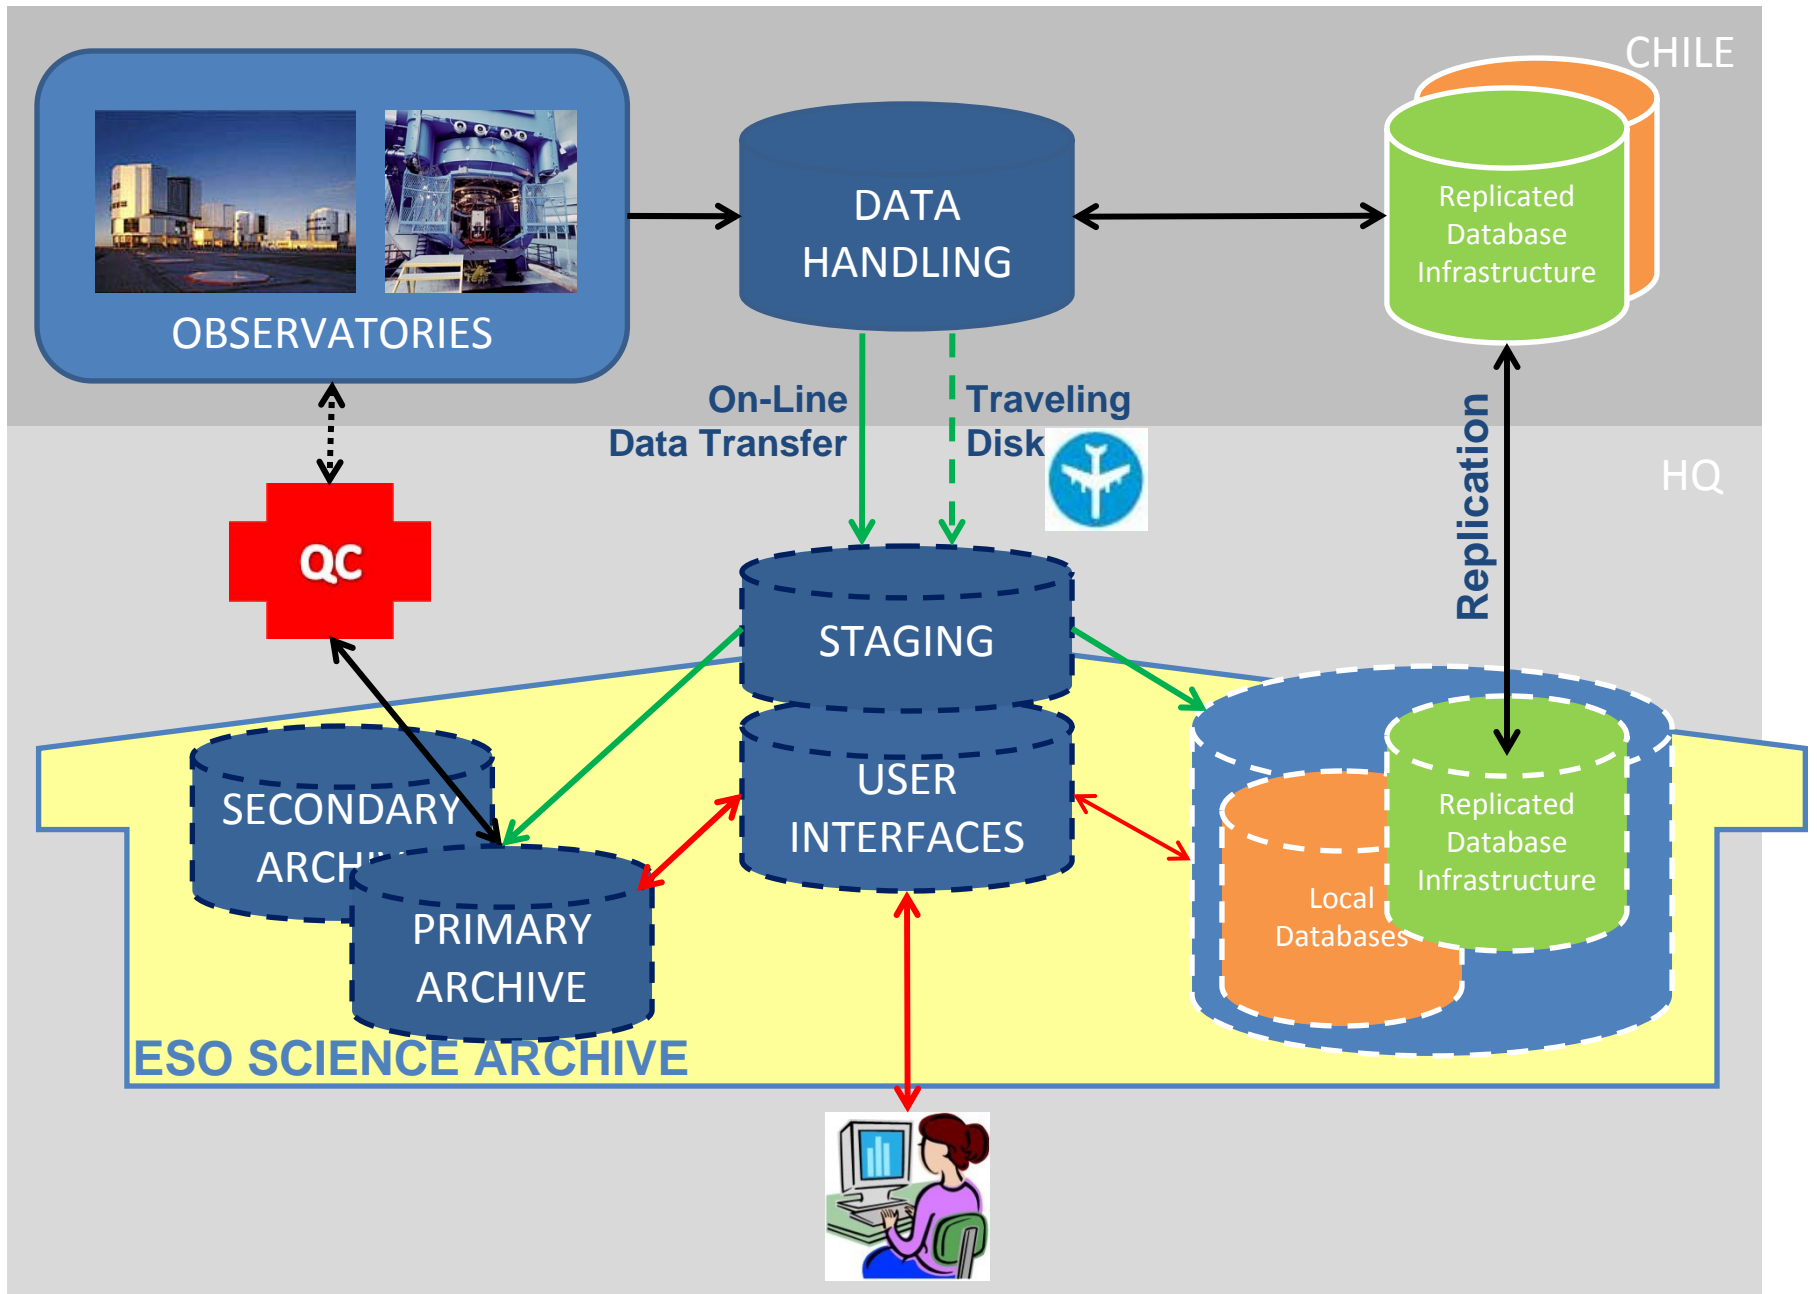 CHILE
OBSERVATORIES
DATA
HANDLING
Replicated
Database
Infrastructure
On-Line
Data Transfer
Traveling
Disk
Replication
HQ
QC
STAGING
USER
INTERFACES
SECONDARY
ARCHIV
PRIMARY
ARCHIVE
Local
Databases
Replicated
Database
Infrastructure
ESO SCIENCE ARCHIVE